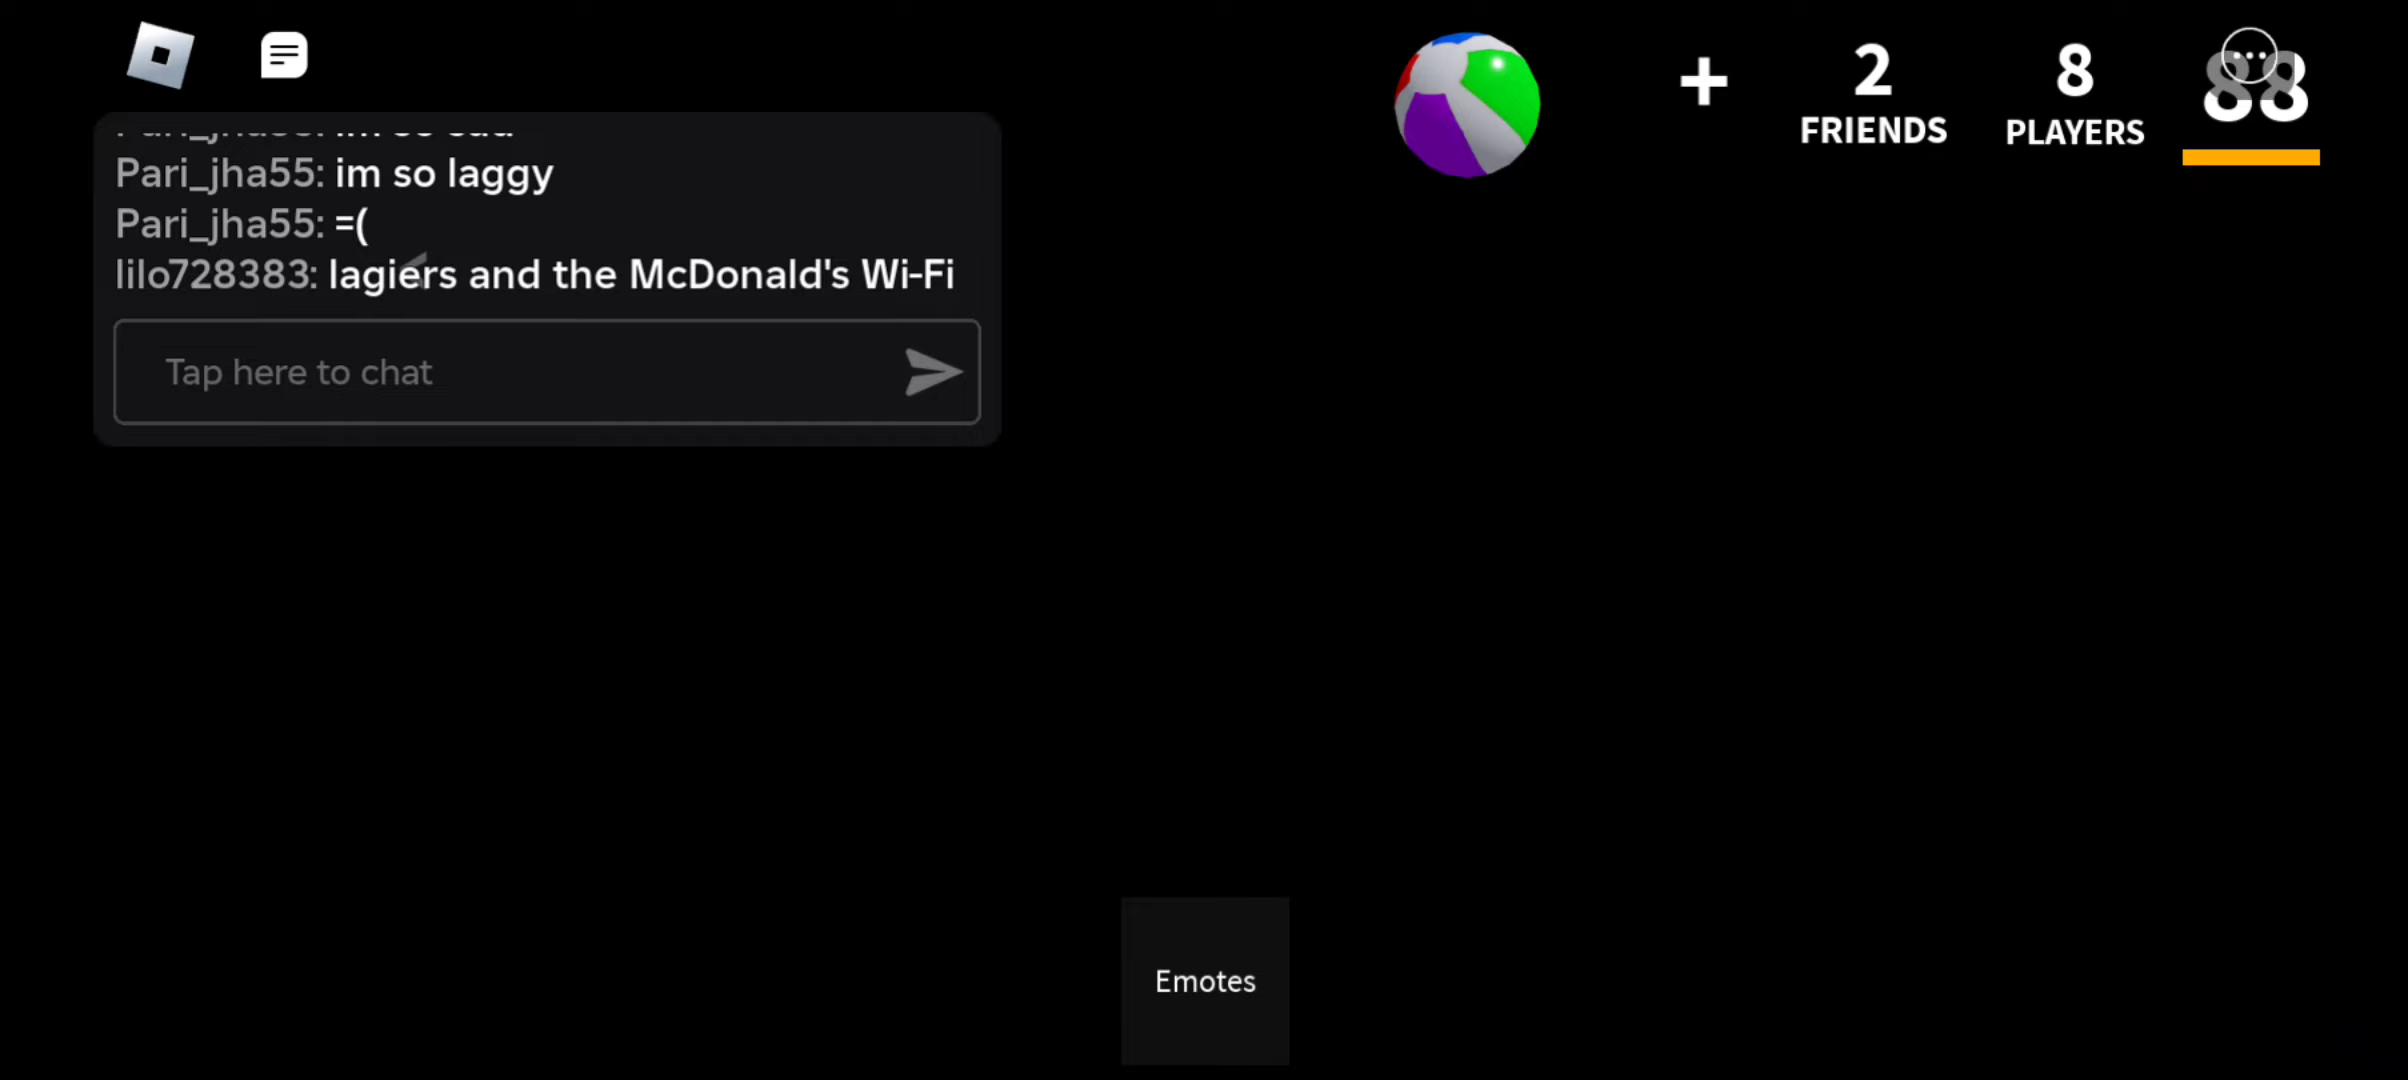 + 2 8 88
FRIENDS PLAYERS
Pari_jha55: im so laggy
Pari_jha55: =(
lilo728383: lagiers and the McDonald's Wi-Fi
Tap here to chat
Emotes